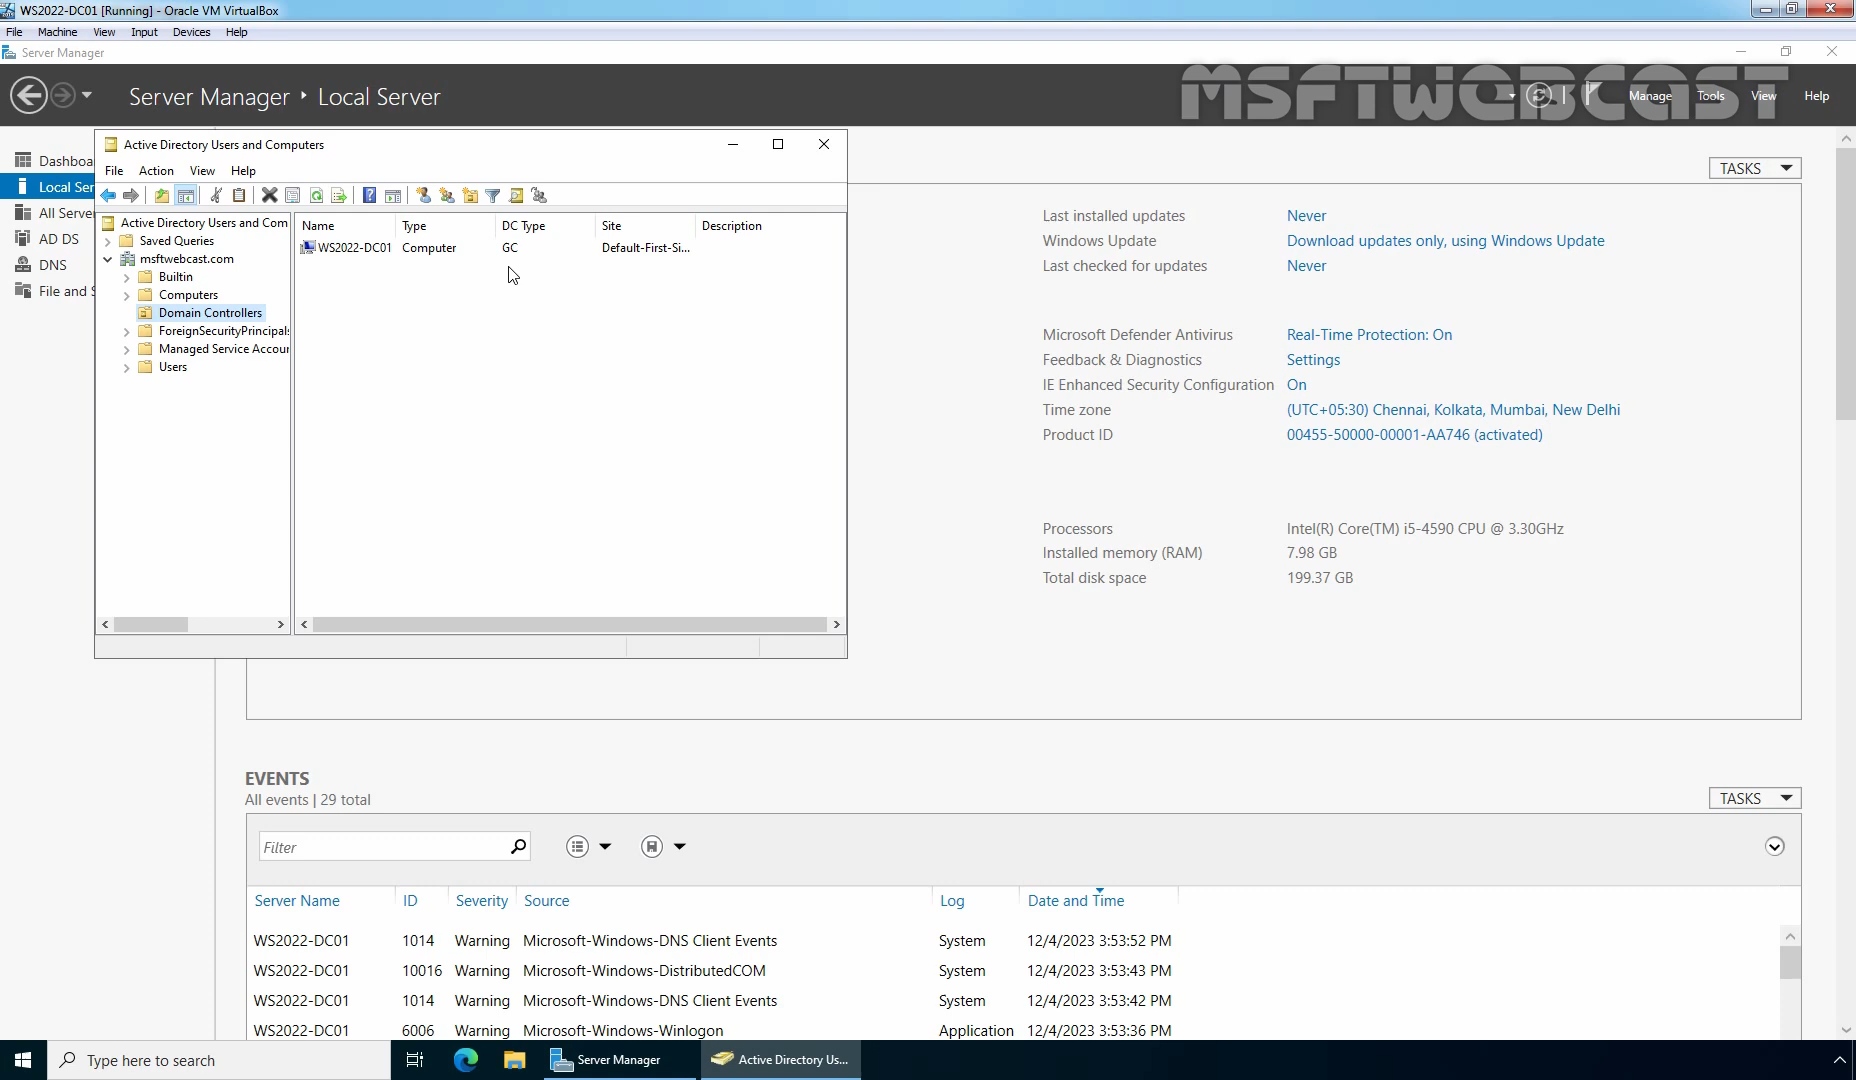 WS2022-DC01 [Running] - Oracle VM VirtualBox
File Machine View Input Devices Help
Server Manager
Server Manager ‣ Local Server
MSFTWEBCAST
Manage Tools View Help
Dashboa
Local Ser
All Server
AD DS
DNS
File and S
Active Directory Users and Computers
File Action View Help
Active Directory Users and Com
Saved Queries
msftwebcast.com
Builtin
Computers
Domain Controllers
ForeignSecurityPrincipals
Managed Service Accoun
Users
Name Type DC Type Site Description
WS2022-DC01 Computer GC Default-First-Si...
TASKS
Last installed updates Never
Windows Update Download updates only, using Windows Update
Last checked for updates Never
Microsoft Defender Antivirus Real-Time Protection: On
Feedback & Diagnostics Settings
IE Enhanced Security Configuration On
Time zone (UTC+05:30) Chennai, Kolkata, Mumbai, New Delhi
Product ID 00455-50000-00001-AA746 (activated)
Processors Intel(R) Core(TM) i5-4590 CPU @ 3.30GHz
Installed memory (RAM) 7.98 GB
Total disk space 199.37 GB
EVENTS
All events | 29 total
TASKS
Filter
Server Name ID Severity Source Log Date and Time
WS2022-DC01 1014 Warning Microsoft-Windows-DNS Client Events System 12/4/2023 3:53:52 PM
WS2022-DC01 10016 Warning Microsoft-Windows-DistributedCOM System 12/4/2023 3:53:43 PM
WS2022-DC01 1014 Warning Microsoft-Windows-DNS Client Events System 12/4/2023 3:53:42 PM
WS2022-DC01 6006 Warning Microsoft-Windows-Winlogon Application 12/4/2023 3:53:36 PM
Type here to search
Server Manager
Active Directory Us...